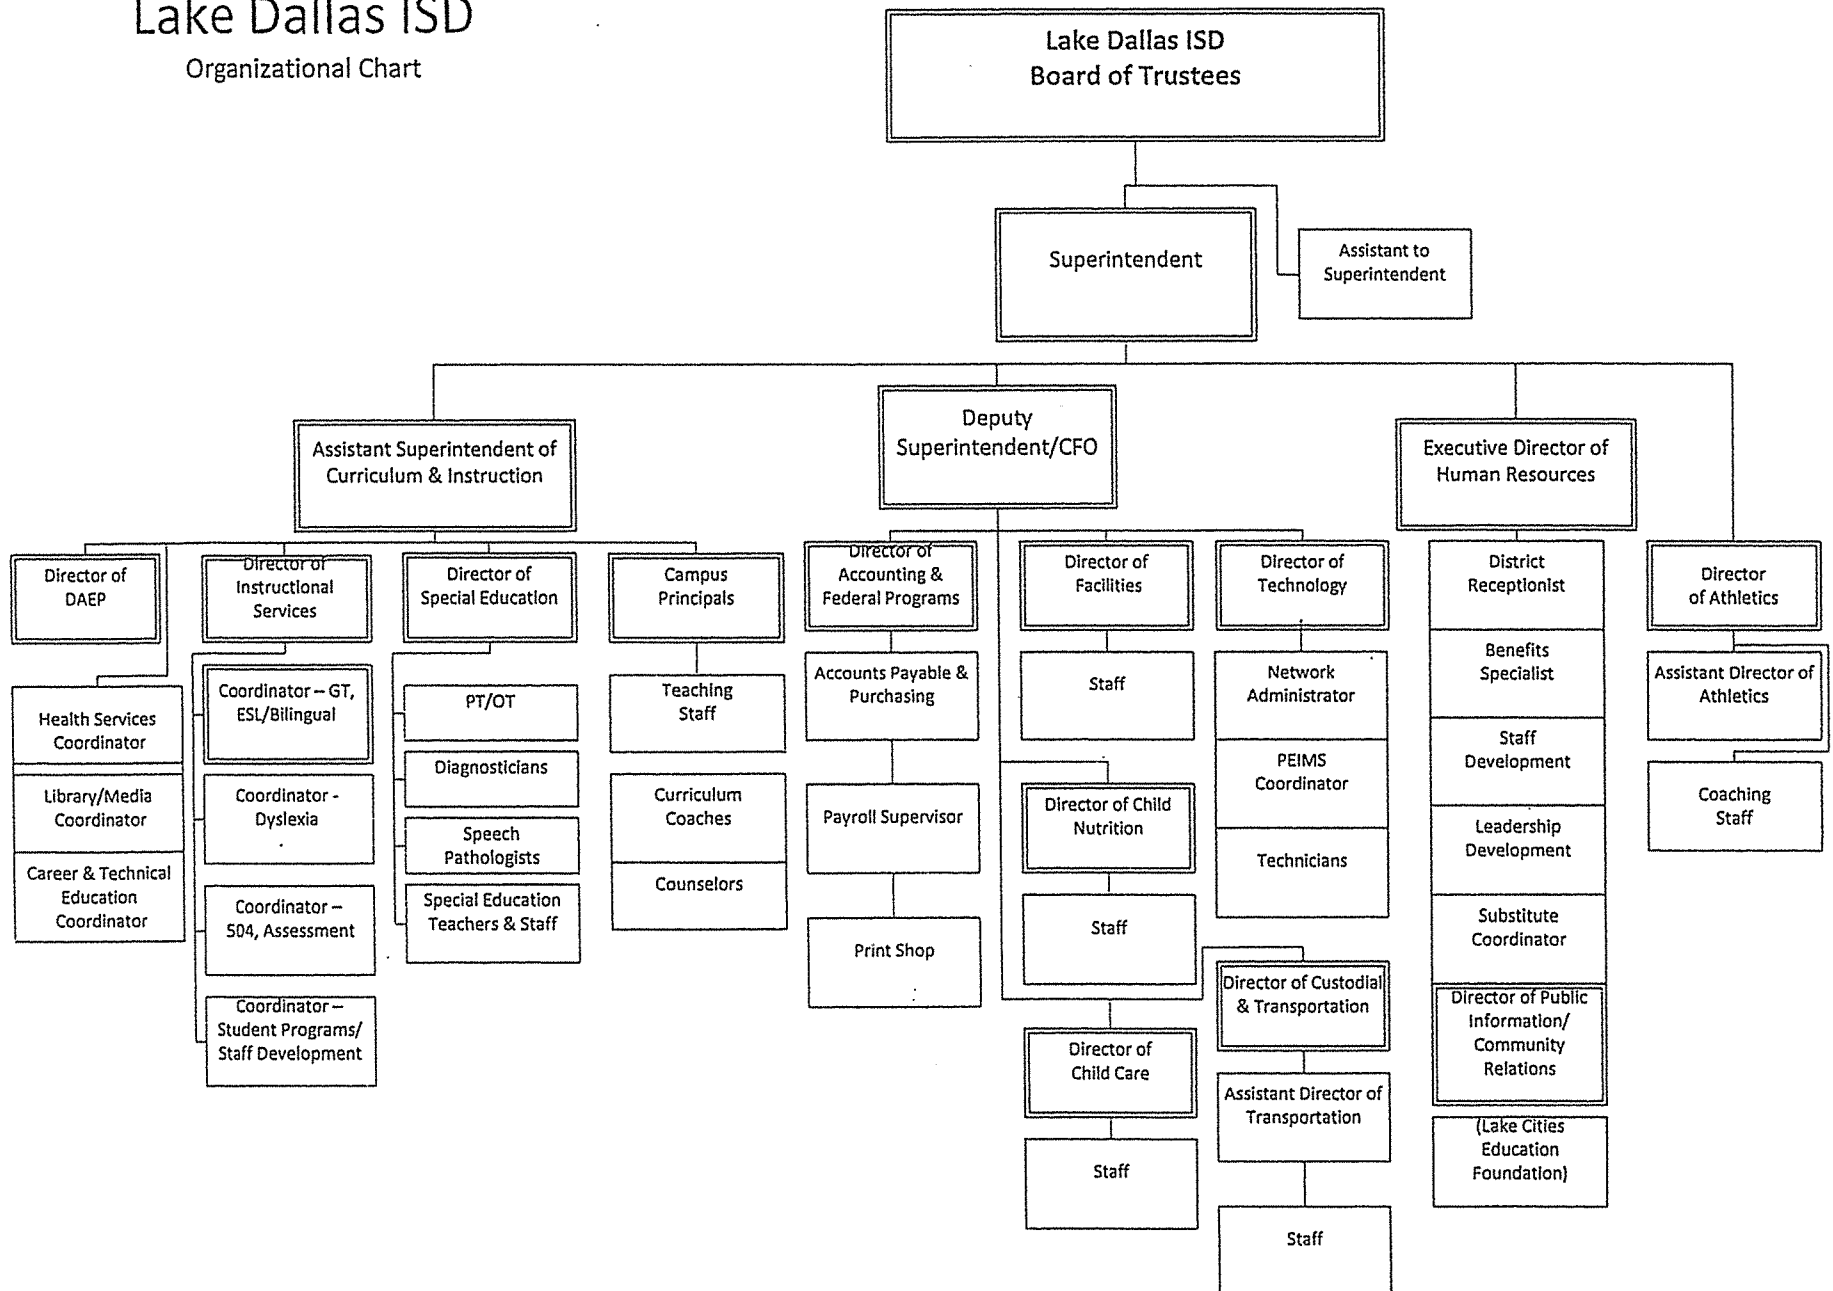 Lake Dallas ISD
Organizational Chart
Lake Dallas ISD
Board of Trustees
Superintendent
Assistant to
Superintendent
Assistant Superintendent of
Curriculum & Instruction
Deputy
Superintendent/CFO
Executive Director of
Human Resources
Director of
DAEP
Director of
Instructional
Services
Director of
Special Education
Campus
Principals
Director of
Accounting &
Federal Programs
Director of
Facilities
Director of
Technology
District
Receptionist
Director
of Athletics
Health Services
Coordinator
Library/Media
Coordinator
Career & Technical
Education
Coordinator
Coordinator – GT,
ESL/Bilingual
Coordinator -
Dyslexia
Coordinator –
504, Assessment
Coordinator –
Student Programs/
Staff Development
PT/OT
Diagnosticians
Speech
Pathologists
Special Education
Teachers & Staff
Teaching
Staff
Curriculum
Coaches
Counselors
Accounts Payable &
Purchasing
Payroll Supervisor
Print Shop
Staff
Director of Child
Nutrition
Staff
Director of
Child Care
Staff
Network
Administrator
PEIMS
Coordinator
Technicians
Director of Custodial
& Transportation
Assistant Director of
Transportation
Staff
Benefits
Specialist
Staff
Development
Leadership
Development
Substitute
Coordinator
Director of Public
Information/
Community
Relations
(Lake Cities
Education
Foundation)
Assistant Director of
Athletics
Coaching
Staff